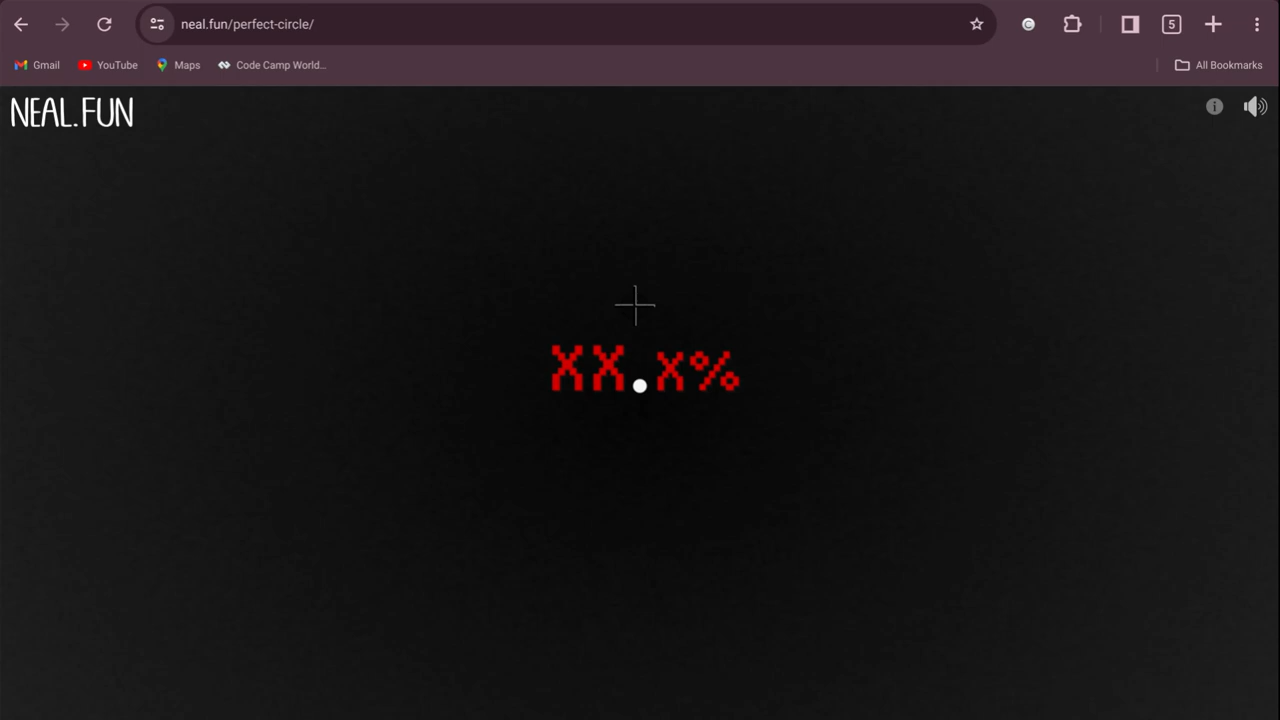 neal.fun/perfect-circle/
5
Gmail YouTube Maps Code Camp World... All Bookmarks
NEAL.FUN
i
XX.X%